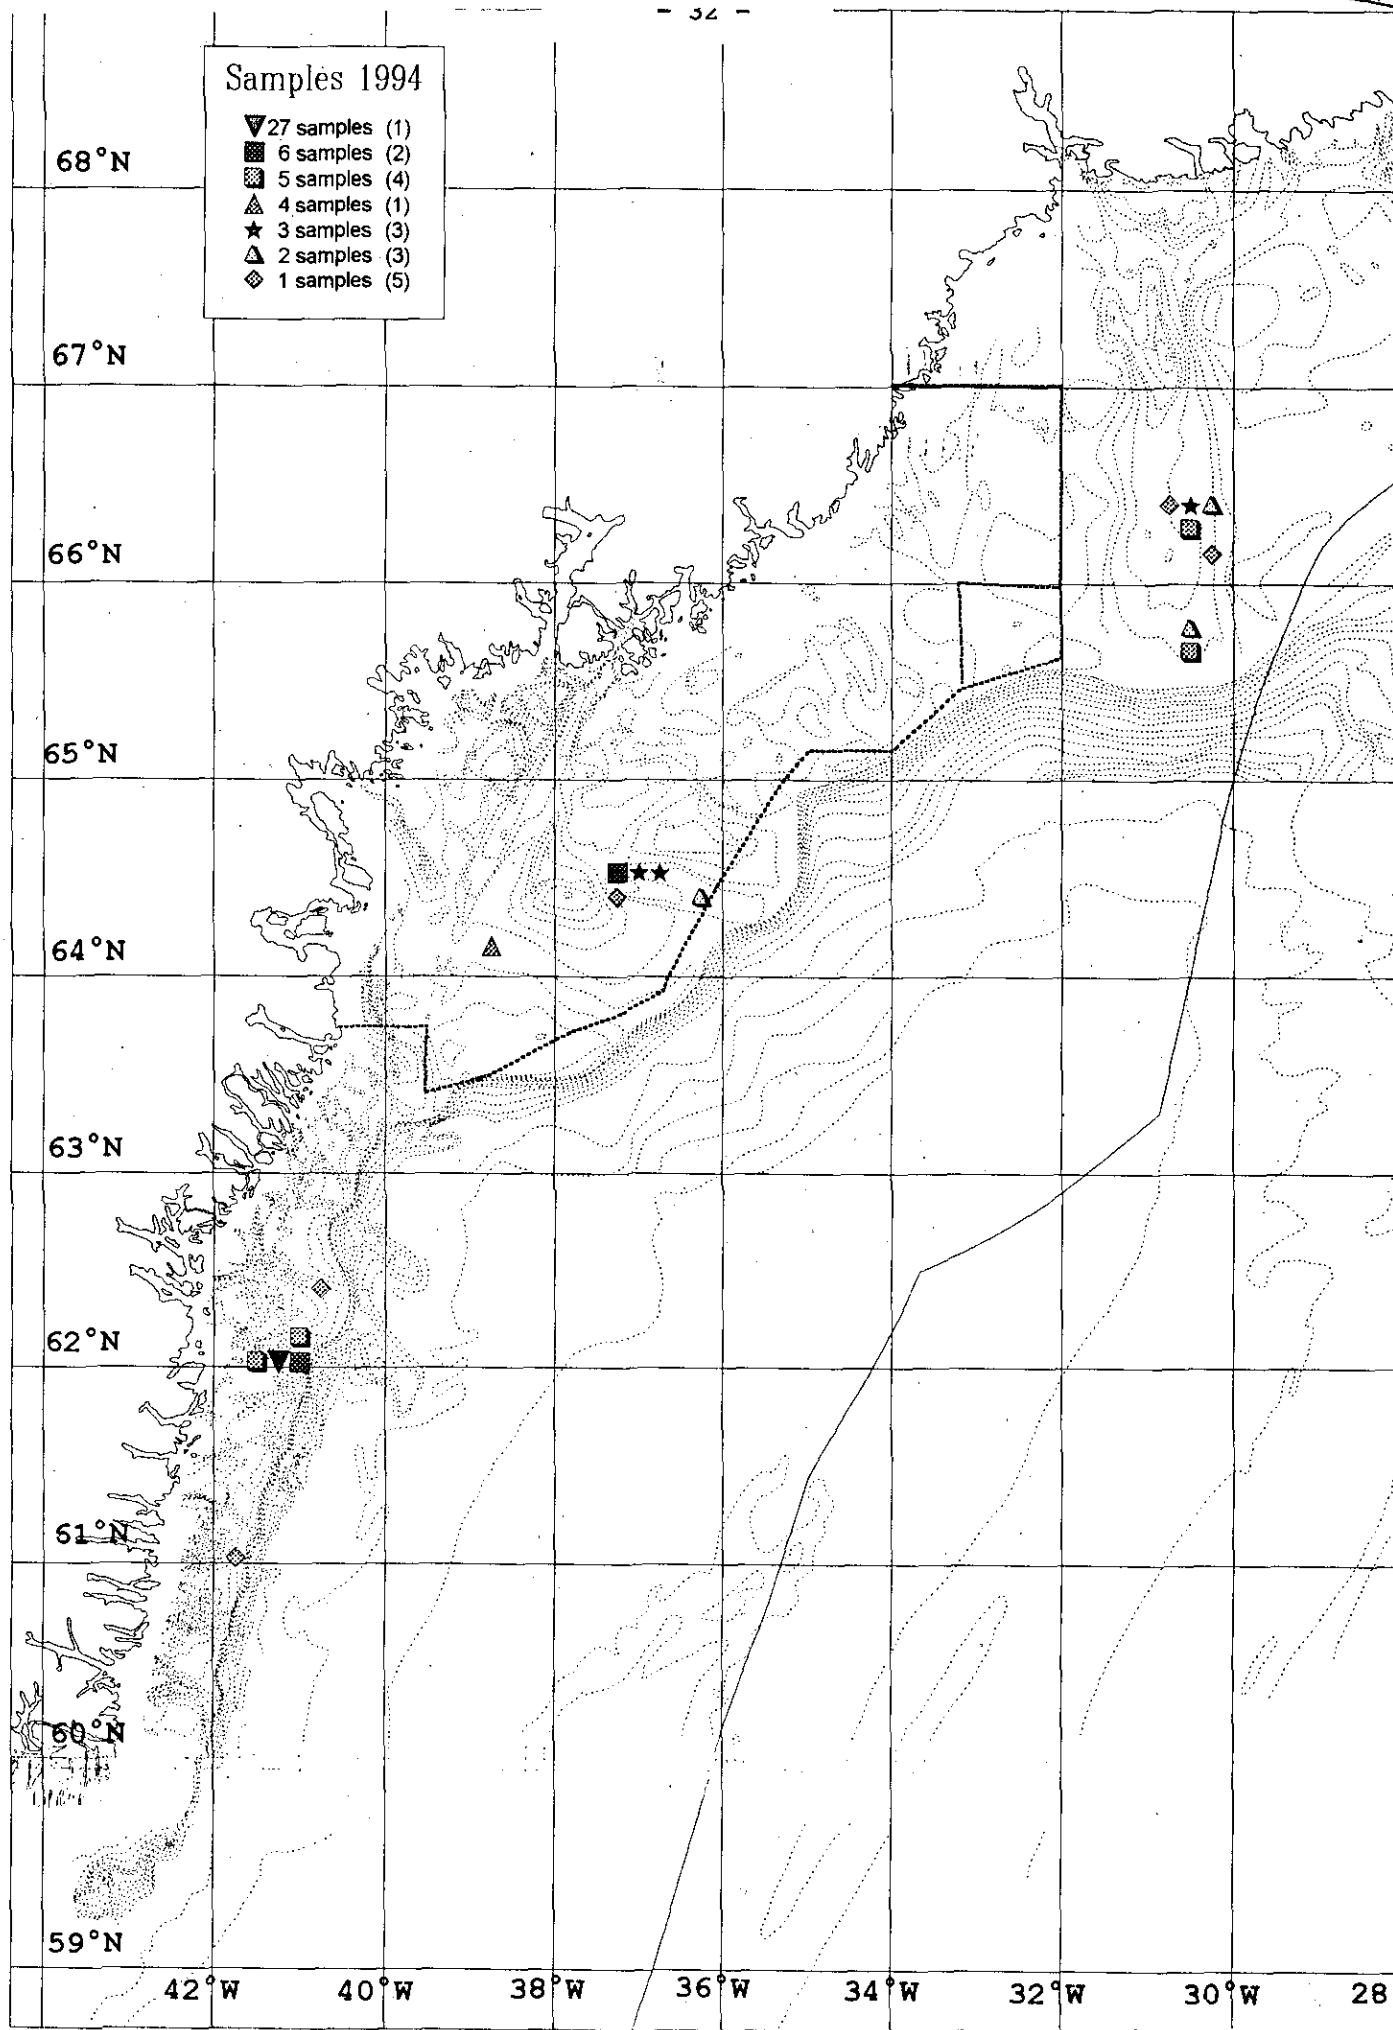 - 32 -
Samples 1994
27 samples (1)
6 samples (2)
5 samples (4)
4 samples (1)
3 samples (3)
2 samples (3)
1 samples (5)
68°N
67°N
66°N
65°N
64°N
63°N
62°N
61°N
60°N
59°N
42°W 40°W 38°W 36°W 34°W 32°W 30°W 28